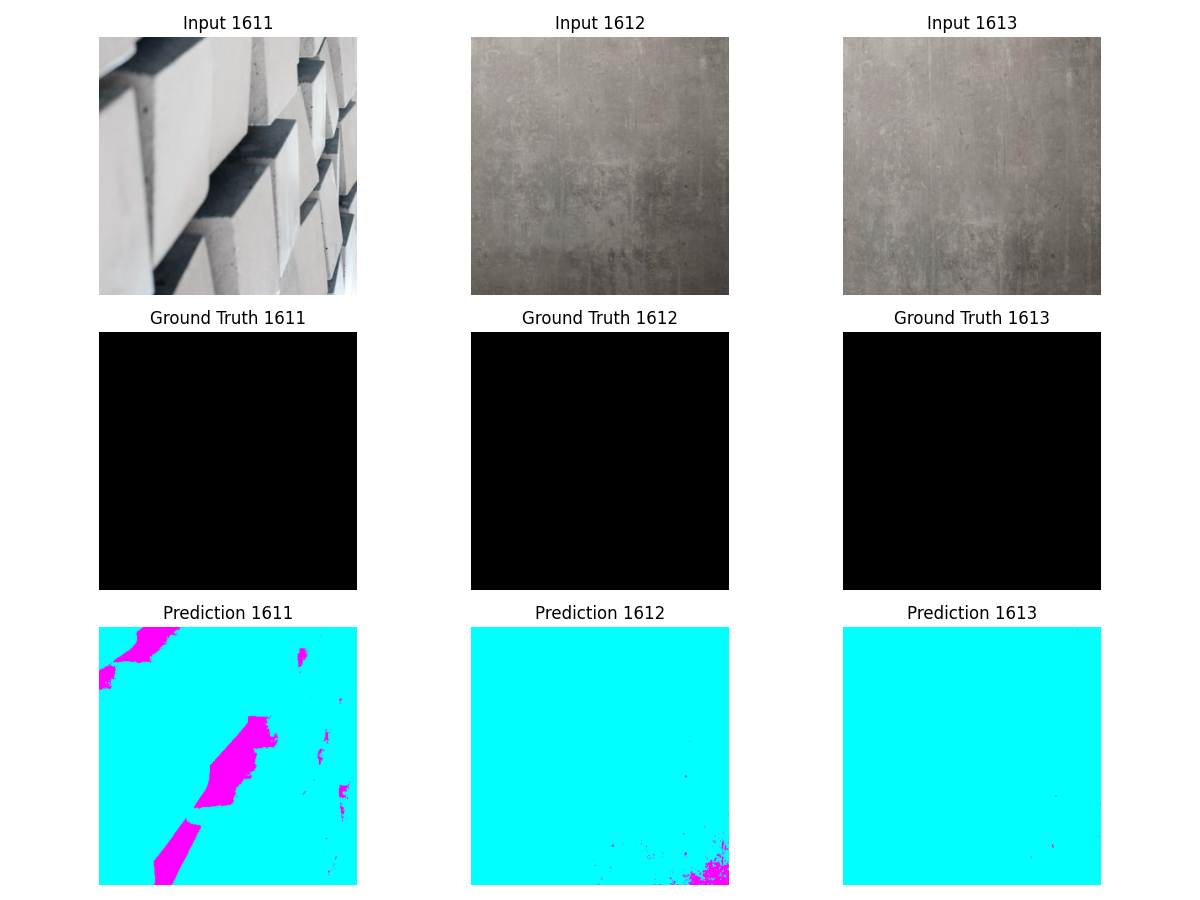 Input 1611
Input 1612
Input 1613
Ground Truth 1611
Ground Truth 1612
Ground Truth 1613
Prediction 1611
Prediction 1612
Prediction 1613